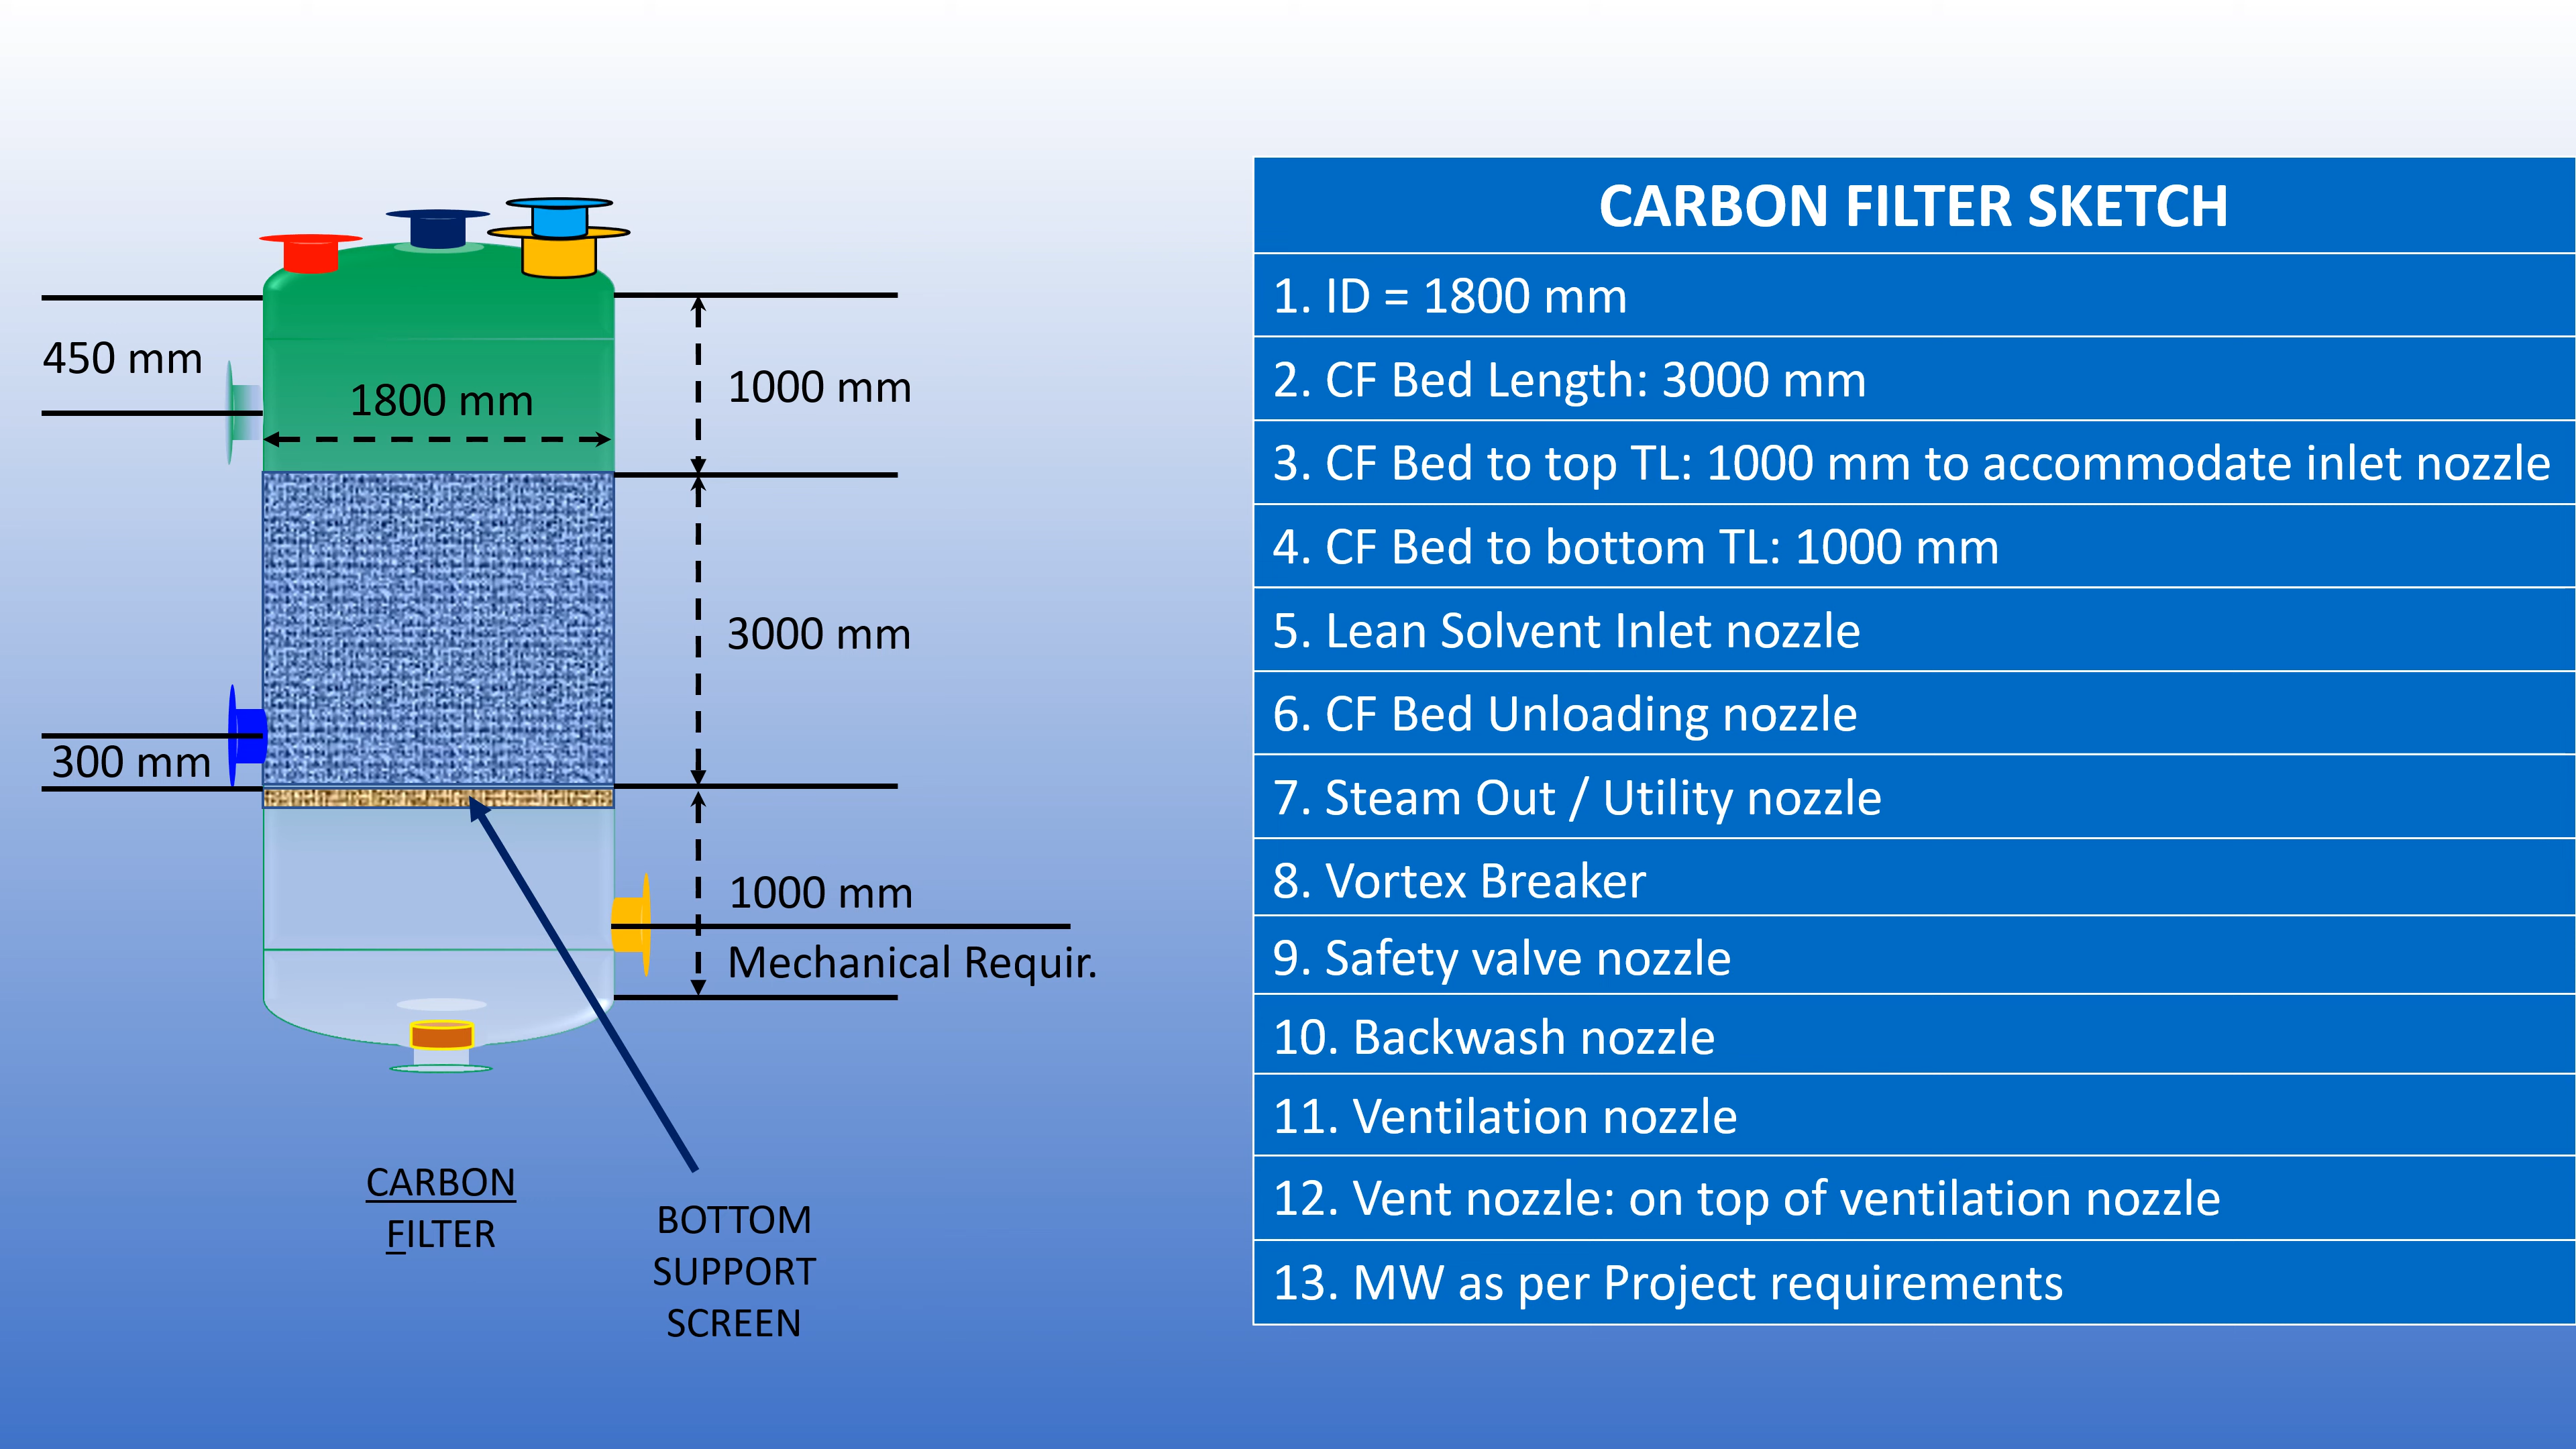 450 mm
1800 mm
1000 mm
3000 mm
300 mm
1000 mm
Mechanical Requir.
CARBON
FILTER
BOTTOM
SUPPORT
SCREEN
CARBON FILTER SKETCH
1. ID = 1800 mm
2. CF Bed Length: 3000 mm
3. CF Bed to top TL: 1000 mm to accommodate inlet nozzle
4. CF Bed to bottom TL: 1000 mm
5. Lean Solvent Inlet nozzle
6. CF Bed Unloading nozzle
7. Steam Out / Utility nozzle
8. Vortex Breaker
9. Safety valve nozzle
10. Backwash nozzle
11. Ventilation nozzle
12. Vent nozzle: on top of ventilation nozzle
13. MW as per Project requirements